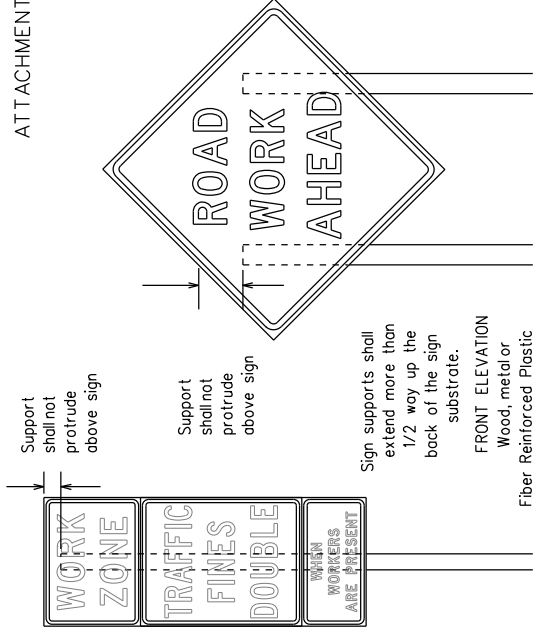 ATTACHMENT
Support
shall not
protrude
above sign
WORK
ZONE
TRAFFIC
FINES
DOUBLE
WHEN
WORKERS
ARE PRESENT
Support
shall not
protrude
above sign
ROAD
WORK
AHEAD
Sign supports shall
extend more than
1/2 way up the
back of the sign
substrate.
FRONT ELEVATION
Wood, metal or
Fiber Reinforced Plastic